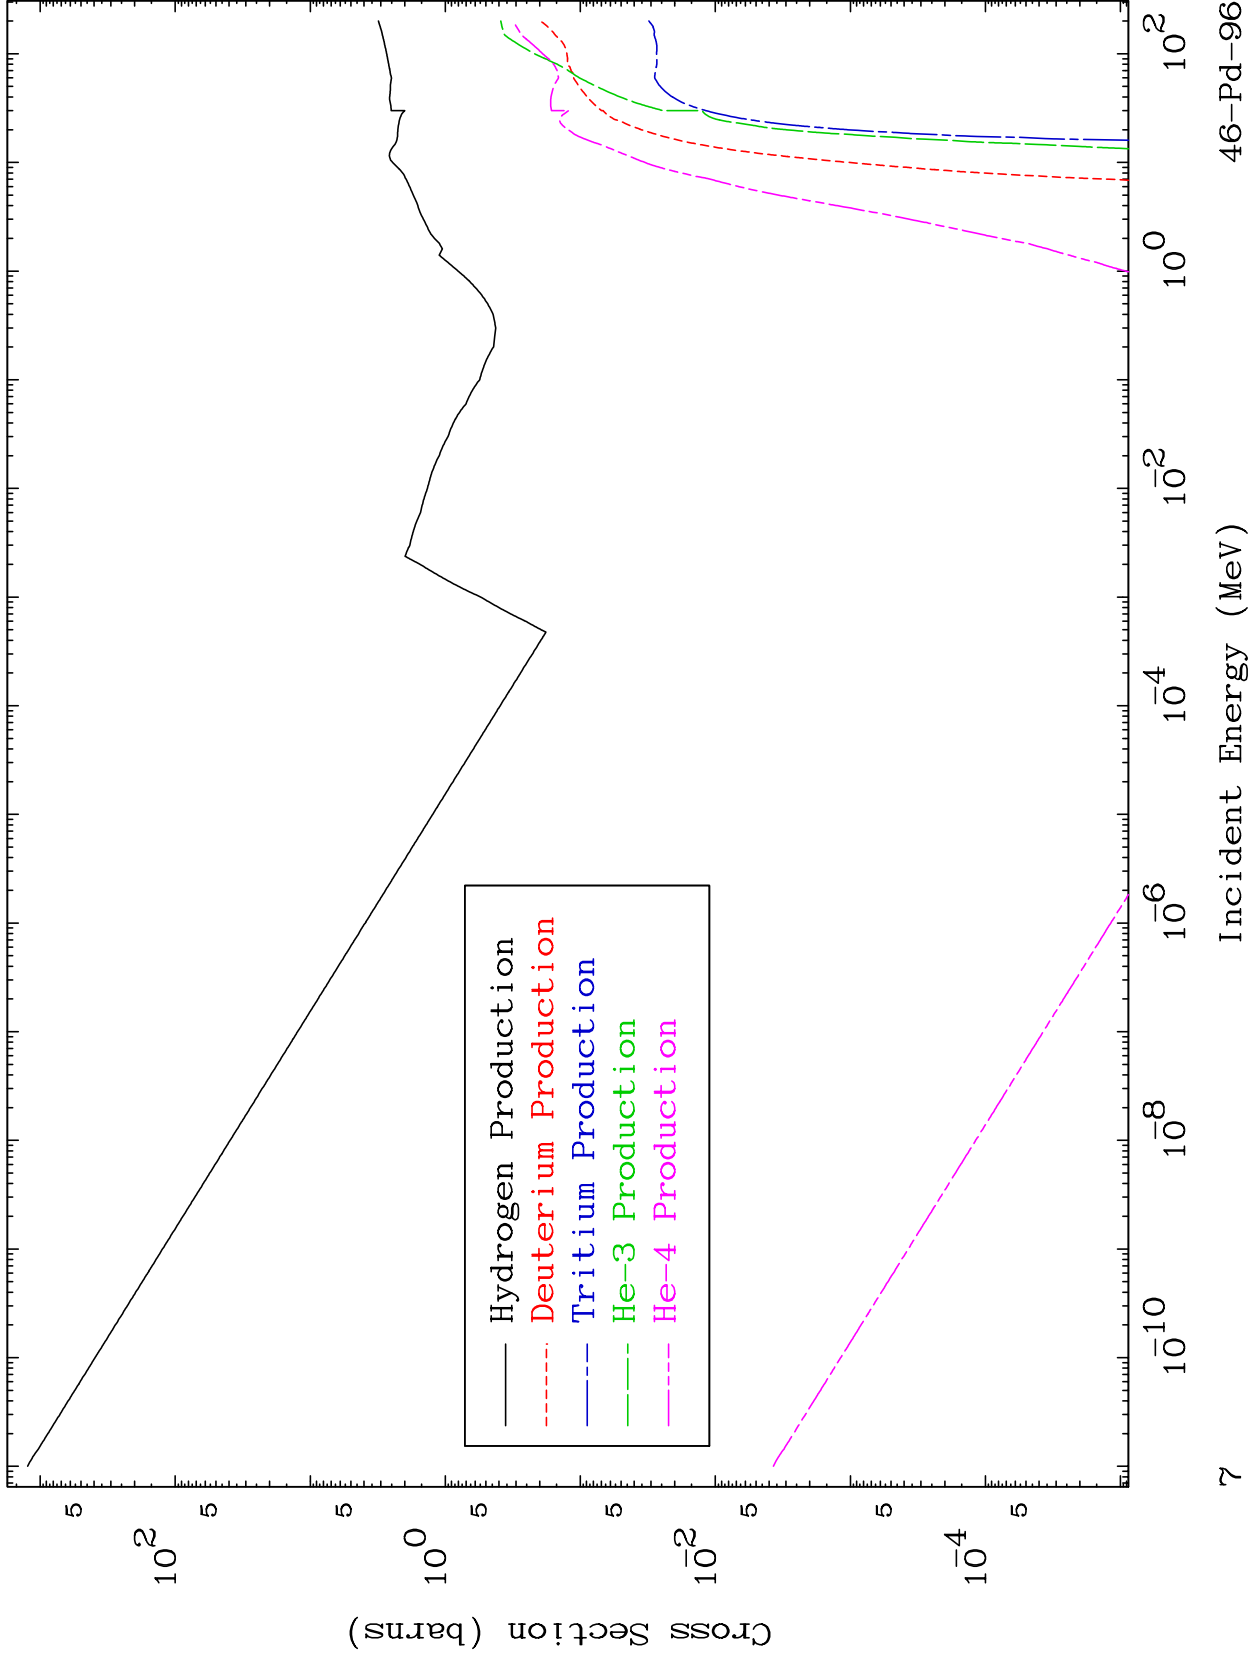 Cross Section (barns)
5
10^2
5
5
10^0
5
5
10^-2
5
5
10^-4
5
Hydrogen Production
Deuterium Production
Tritium Production
He-3 Production
He-4 Production
10^-10
10^-8
10^-6
10^-4
10^-2
10^0
10^2
7
Incident Energy (MeV)
46-Pd-96